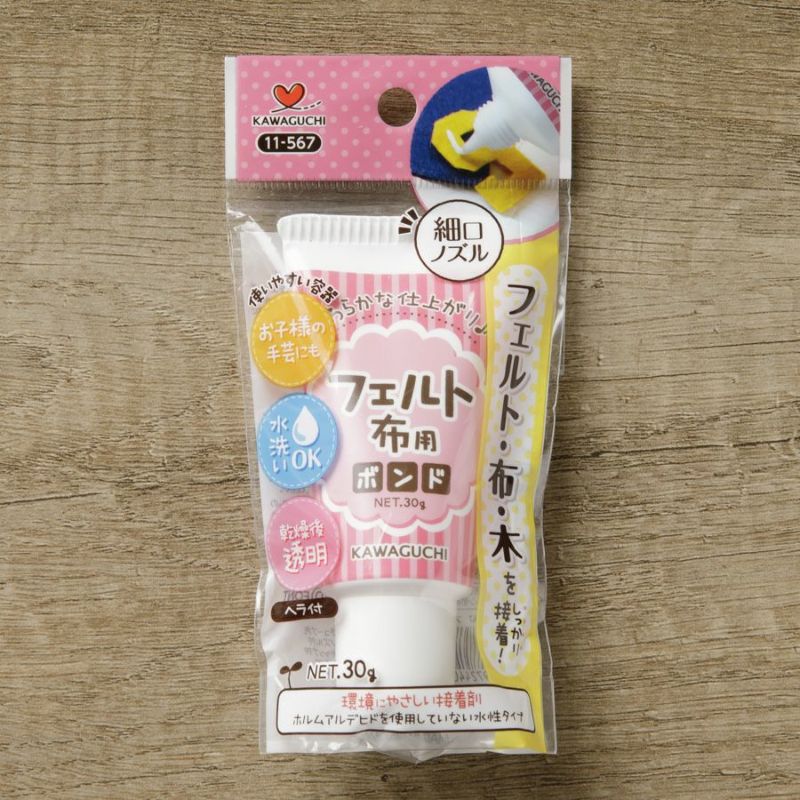 KAWAGUCHI
11-567
KAWAGUCHI
細口
ノズル
使いやすい容器
らかな仕上がり♪
お子様の
手芸にも
水洗い
OK
乾燥後
透明
ヘラ付
フェルト
布用
ボンド
NET.30g
KAWAGUCHI
フェルト・布・木を
しっかり
接着!
NET.30g
環境にやさしい接着剤
ホルムアルデヒドを使用していない水性タイプ